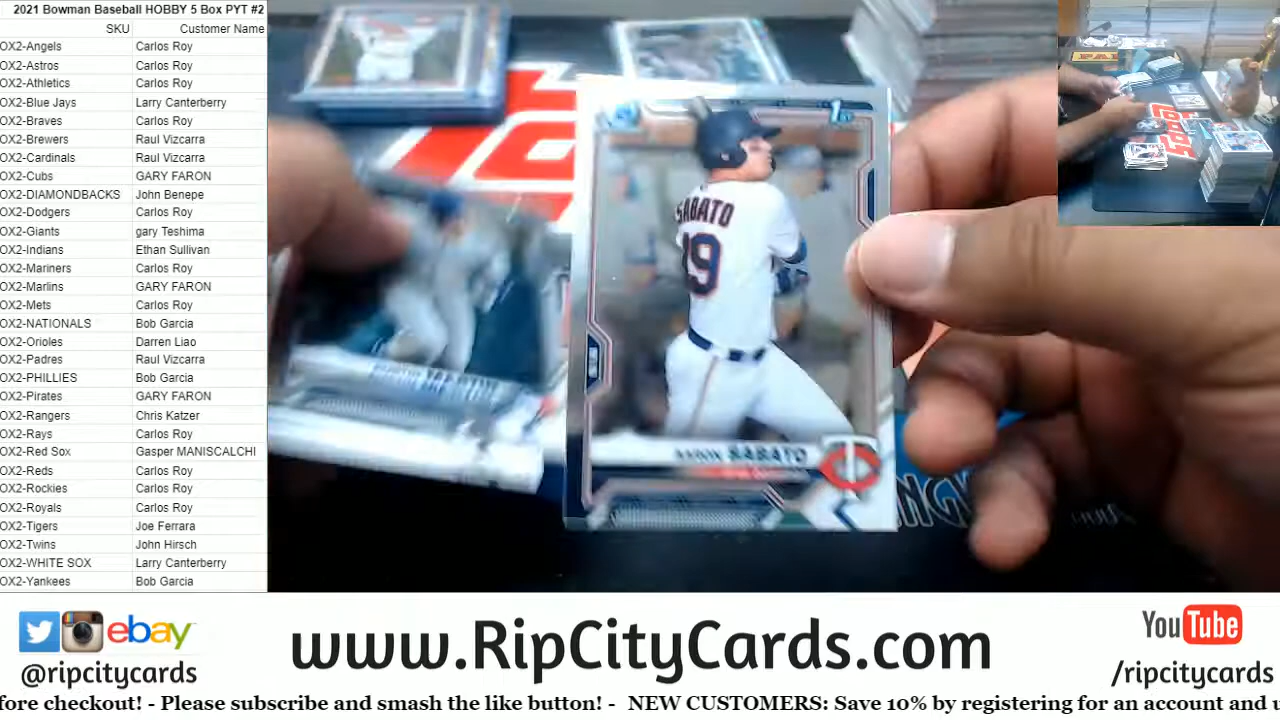 2021 Bowman Baseball HOBBY 5 Box PYT #2
SKU Customer Name
OX2-Angels Carlos Roy
OX2-Astros Carlos Roy
OX2-Athletics Carlos Roy
OX2-Blue Jays Larry Canterberry
OX2-Braves Carlos Roy
OX2-Brewers Raul Vizcarra
OX2-Cardinals Raul Vizcarra
OX2-Cubs GARY FARON
OX2-DIAMONDBACKS John Benepe
OX2-Dodgers Carlos Roy
OX2-Giants gary Teshima
OX2-Indians Ethan Sullivan
OX2-Mariners Carlos Roy
OX2-Marlins GARY FARON
OX2-Mets Carlos Roy
OX2-NATIONALS Bob Garcia
OX2-Orioles Darren Liao
OX2-Padres Raul Vizcarra
OX2-PHILLIES Bob Garcia
OX2-Pirates GARY FARON
OX2-Rangers Chris Katzer
OX2-Rays Carlos Roy
OX2-Red Sox Gasper MANISCALCHI
OX2-Reds Carlos Roy
OX2-Rockies Carlos Roy
OX2-Royals Carlos Roy
OX2-Tigers Joe Ferrara
OX2-Twins John Hirsch
OX2-WHITE SOX Larry Canterberry
OX2-Yankees Bob Garcia
SABATO
19
AARON SABATO
TC
ebay
@ripcitycards
www.RipCityCards.com
YouTube
/ripcitycards
fore checkout! - Please subscribe and smash the like button! - NEW CUSTOMERS: Save 10% by registering for an account and u